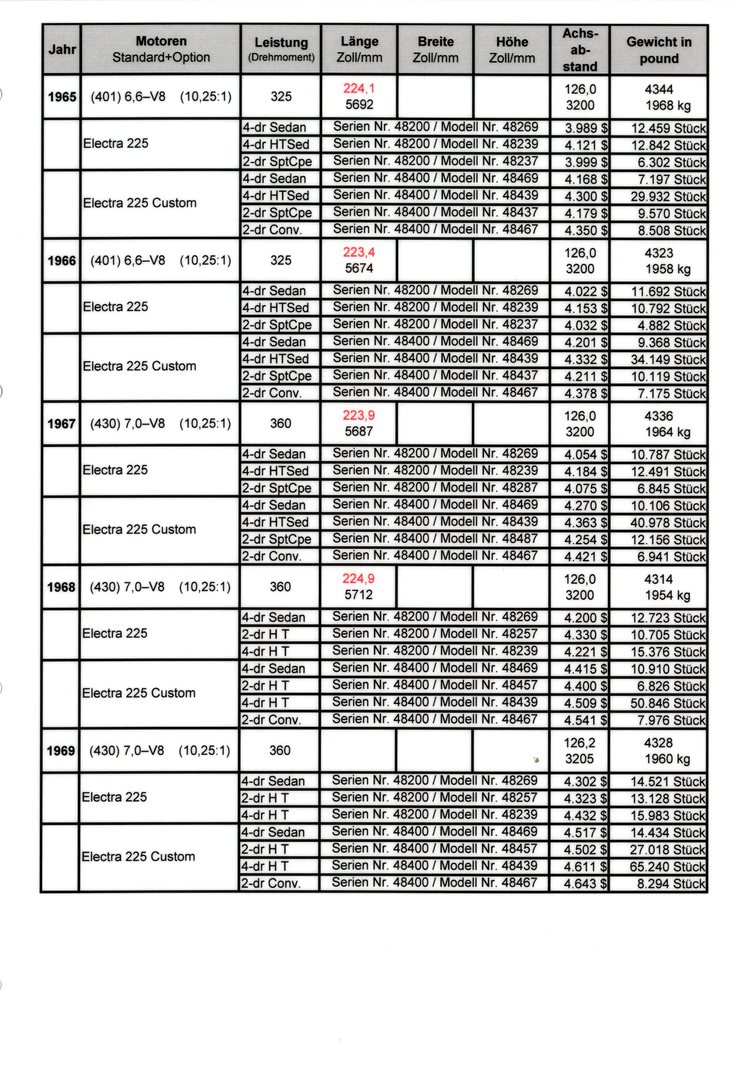 Jahr Motoren Standard+Option Leistung (Drehmoment) Länge Zoll/mm Breite Zoll/mm Höhe Zoll/mm Achs-ab-stand Gewicht in pound
1965 (401) 6,6–V8 (10,25:1) 325 224,1 5692 126,0 3200 4344 1968 kg
Electra 225
4-dr Sedan Serien Nr. 48200 / Modell Nr. 48269 3.989 $ 12.459 Stück
4-dr HTSed Serien Nr. 48200 / Modell Nr. 48239 4.121 $ 12.842 Stück
2-dr SptCpe Serien Nr. 48200 / Modell Nr. 48237 3.999 $ 6.302 Stück
Electra 225 Custom
4-dr Sedan Serien Nr. 48400 / Modell Nr. 48469 4.168 $ 7.197 Stück
4-dr HTSed Serien Nr. 48400 / Modell Nr. 48439 4.300 $ 29.932 Stück
2-dr SptCpe Serien Nr. 48400 / Modell Nr. 48437 4.179 $ 9.570 Stück
2-dr Conv. Serien Nr. 48400 / Modell Nr. 48467 4.350 $ 8.508 Stück
1966 (401) 6,6–V8 (10,25:1) 325 223,4 5674 126,0 3200 4323 1958 kg
Electra 225
4-dr Sedan Serien Nr. 48200 / Modell Nr. 48269 4.022 $ 11.692 Stück
4-dr HTSed Serien Nr. 48200 / Modell Nr. 48239 4.153 $ 10.792 Stück
2-dr SptCpe Serien Nr. 48200 / Modell Nr. 48237 4.032 $ 4.882 Stück
Electra 225 Custom
4-dr Sedan Serien Nr. 48400 / Modell Nr. 48469 4.201 $ 9.368 Stück
4-dr HTSed Serien Nr. 48400 / Modell Nr. 48439 4.332 $ 34.149 Stück
2-dr SptCpe Serien Nr. 48400 / Modell Nr. 48437 4.211 $ 10.119 Stück
2-dr Conv. Serien Nr. 48400 / Modell Nr. 48467 4.378 $ 7.175 Stück
1967 (430) 7,0–V8 (10,25:1) 360 223,9 5687 126,0 3200 4336 1964 kg
Electra 225
4-dr Sedan Serien Nr. 48200 / Modell Nr. 48269 4.054 $ 10.787 Stück
4-dr HTSed Serien Nr. 48200 / Modell Nr. 48239 4.184 $ 12.491 Stück
2-dr SptCpe Serien Nr. 48200 / Modell Nr. 48287 4.075 $ 6.845 Stück
Electra 225 Custom
4-dr Sedan Serien Nr. 48400 / Modell Nr. 48469 4.270 $ 10.106 Stück
4-dr HTSed Serien Nr. 48400 / Modell Nr. 48439 4.363 $ 40.978 Stück
2-dr SptCpe Serien Nr. 48400 / Modell Nr. 48487 4.254 $ 12.156 Stück
2-dr Conv. Serien Nr. 48400 / Modell Nr. 48467 4.421 $ 6.941 Stück
1968 (430) 7,0–V8 (10,25:1) 360 224,9 5712 126,0 3200 4314 1954 kg
Electra 225
4-dr Sedan Serien Nr. 48200 / Modell Nr. 48269 4.200 $ 12.723 Stück
2-dr H T Serien Nr. 48200 / Modell Nr. 48257 4.330 $ 10.705 Stück
4-dr H T Serien Nr. 48200 / Modell Nr. 48239 4.221 $ 15.376 Stück
Electra 225 Custom
4-dr Sedan Serien Nr. 48400 / Modell Nr. 48469 4.415 $ 10.910 Stück
2-dr H T Serien Nr. 48400 / Modell Nr. 48457 4.400 $ 6.826 Stück
4-dr H T Serien Nr. 48400 / Modell Nr. 48439 4.509 $ 50.846 Stück
2-dr Conv. Serien Nr. 48400 / Modell Nr. 48467 4.541 $ 7.976 Stück
1969 (430) 7,0–V8 (10,25:1) 360 126,2 3205 4328 1960 kg
Electra 225
4-dr Sedan Serien Nr. 48200 / Modell Nr. 48269 4.302 $ 14.521 Stück
2-dr H T Serien Nr. 48200 / Modell Nr. 48257 4.323 $ 13.128 Stück
4-dr H T Serien Nr. 48200 / Modell Nr. 48239 4.432 $ 15.983 Stück
Electra 225 Custom
4-dr Sedan Serien Nr. 48400 / Modell Nr. 48469 4.517 $ 14.434 Stück
2-dr H T Serien Nr. 48400 / Modell Nr. 48457 4.502 $ 27.018 Stück
4-dr H T Serien Nr. 48400 / Modell Nr. 48439 4.611 $ 65.240 Stück
2-dr Conv. Serien Nr. 48400 / Modell Nr. 48467 4.643 $ 8.294 Stück